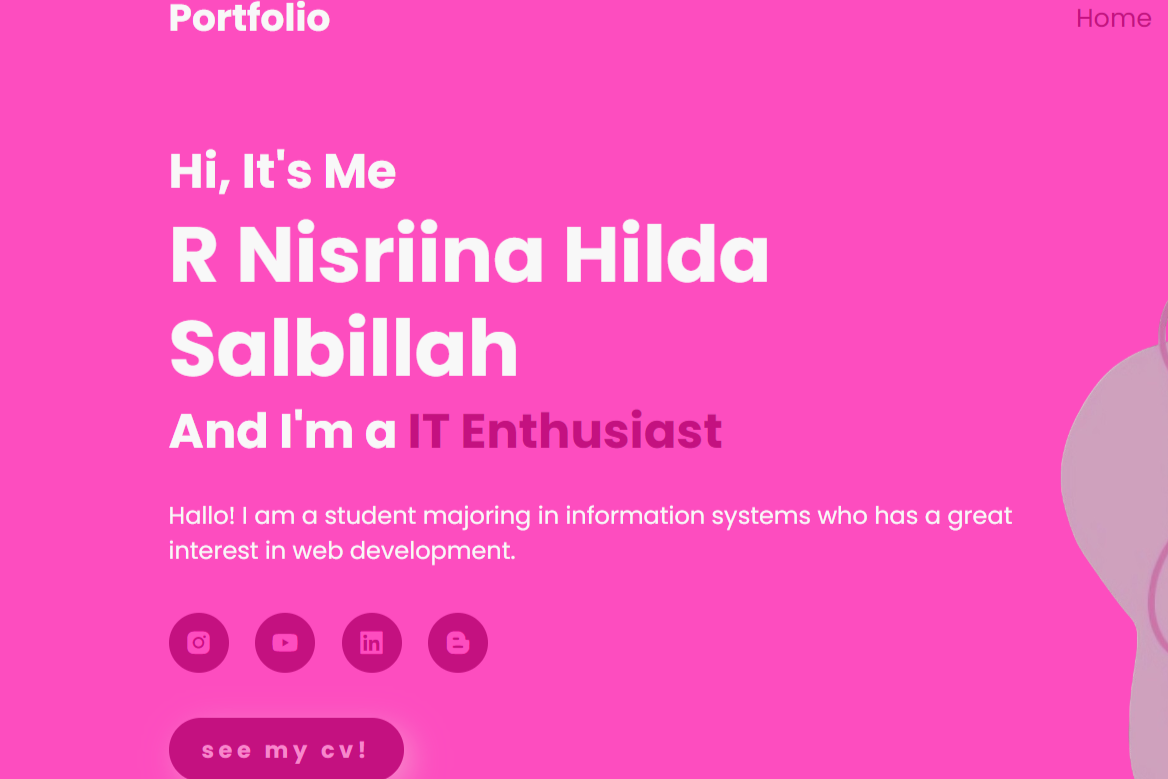 Portfolio
Home
Hi, It's Me
R Nisriina Hilda
Salbillah
And I'm a IT Enthusiast
Hallo! I am a student majoring in information systems who has a great
interest in web development.
in
see my cv!